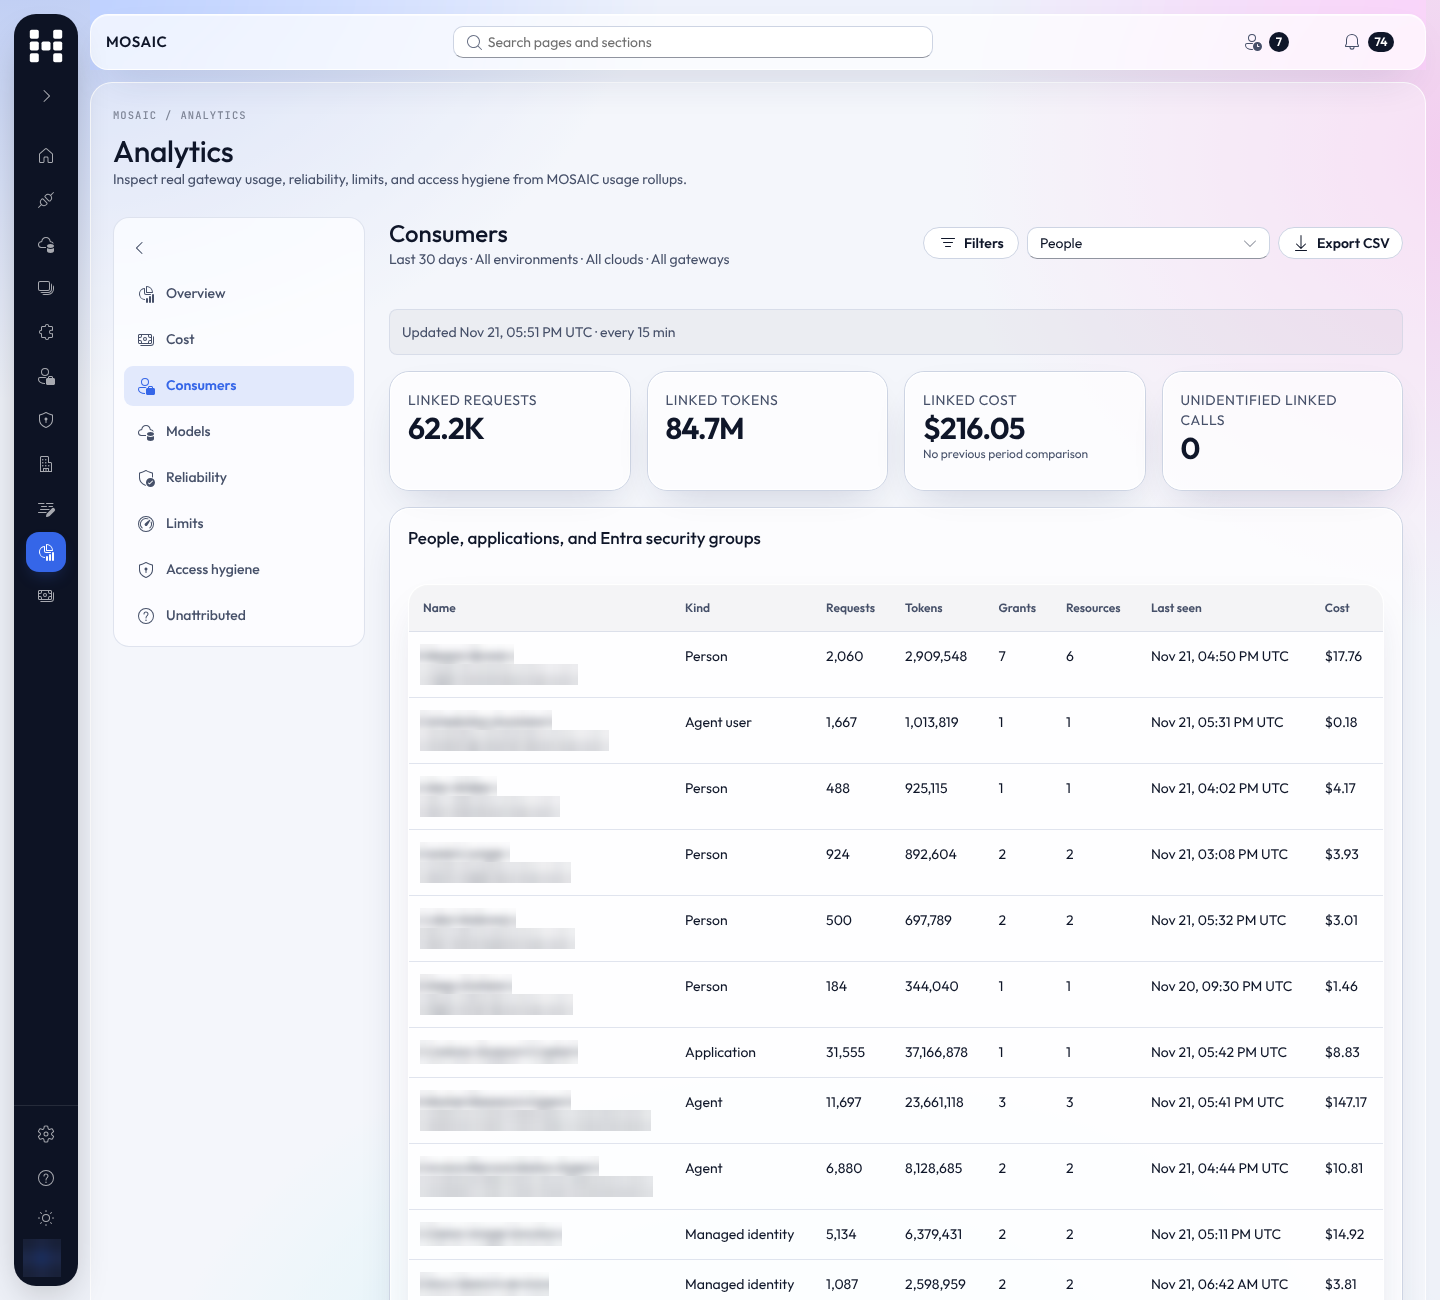 MOSAIC
Search pages and sections
7
74
MOSAIC / ANALYTICS
Analytics
Inspect real gateway usage, reliability, limits, and access hygiene from MOSAIC usage rollups.
Overview
Cost
Consumers
Models
Reliability
Limits
Access hygiene
Unattributed
Consumers
Last 30 days · All environments · All clouds · All gateways
Filters
People
Export CSV
Updated Nov 21, 05:51 PM UTC · every 15 min
LINKED REQUESTS
62.2K
LINKED TOKENS
84.7M
LINKED COST
$216.05
No previous period comparison
UNIDENTIFIED LINKED
CALLS
0
People, applications, and Entra security groups
Name Kind Requests Tokens Grants Resources Last seen Cost
Person 2,060 2,909,548 7 6 Nov 21, 04:50 PM UTC $17.76
Agent user 1,667 1,013,819 1 1 Nov 21, 05:31 PM UTC $0.18
Person 488 925,115 1 1 Nov 21, 04:02 PM UTC $4.17
Person 924 892,604 2 2 Nov 21, 03:08 PM UTC $3.93
Person 500 697,789 2 2 Nov 21, 05:32 PM UTC $3.01
Person 184 344,040 1 1 Nov 20, 09:30 PM UTC $1.46
Application 31,555 37,166,878 1 1 Nov 21, 05:42 PM UTC $8.83
Agent 11,697 23,661,118 3 3 Nov 21, 05:41 PM UTC $147.17
Agent 6,880 8,128,685 2 2 Nov 21, 04:44 PM UTC $10.81
Managed identity 5,134 6,379,431 2 2 Nov 21, 05:11 PM UTC $14.92
Managed identity 1,087 2,598,959 2 2 Nov 21, 06:42 AM UTC $3.81